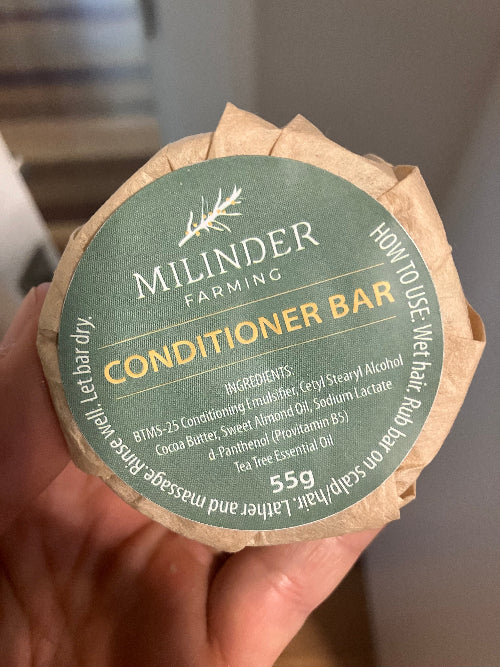 MILINDER
FARMING
CONDITIONER BAR
INGREDIENTS:
BTMS-25 Conditioning Emulsifier, Cetyl Stearyl Alcohol
Cocoa Butter, Sweet Almond Oil, Sodium Lactate
d-Panthenol (Provitamin B5)
Tea Tree Essential Oil
55g
HOW TO USE: Wet hair. Rub bar on scalp/hair. Lather and massage. Rinse well. Let bar dry.